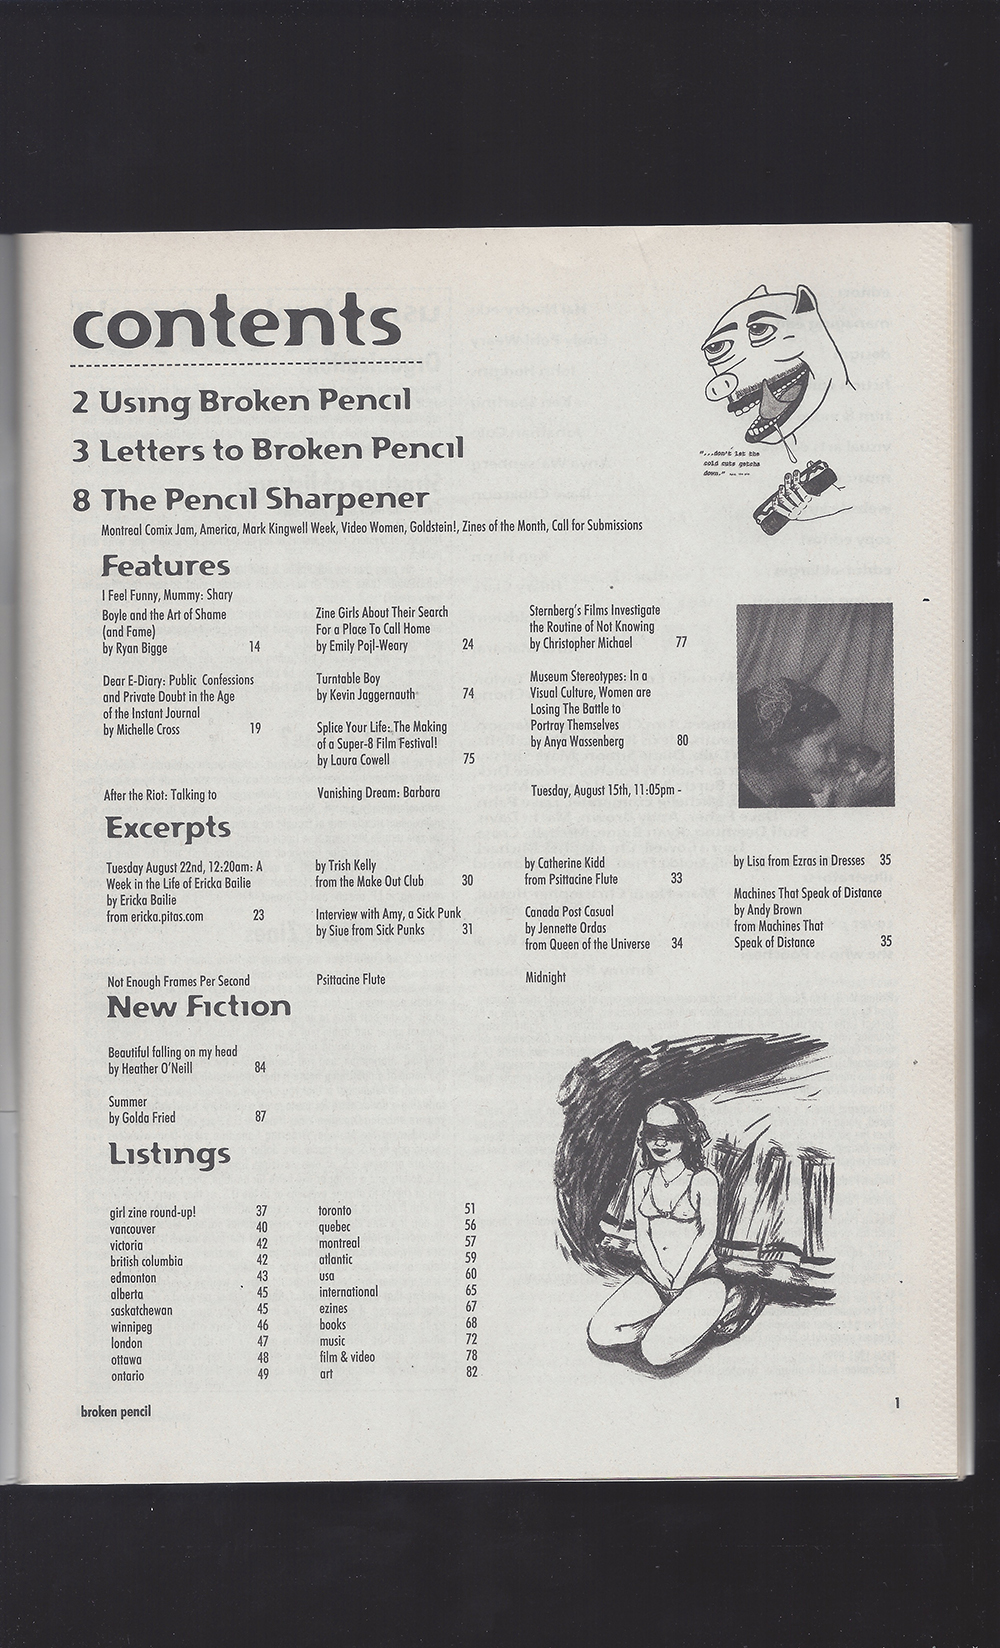 contents
2 Using Broken Pencil
3 Letters to Broken Pencil
8 The Pencil Sharpener
Montreal Comix Jam, America, Mark Kingwell Week, Video Women, Goldstein!, Zines of the Month, Call for Submissions
"...don't let the
cold cuts getcha
down."
Features
I Feel Funny, Mummy: Shary
Boyle and the Art of Shame
(and Fame)
by Ryan Bigge 14
Dear E-Diary: Public Confessions
and Private Doubt in the Age
of the Instant Journal
by Michelle Cross 19
After the Riot: Talking to
Zine Girls About Their Search
For a Place To Call Home
by Emily Pojl-Weary 24
Turntable Boy
by Kevin Jaggernauth 74
Splice Your Life: The Making
of a Super-8 Film Festival!
by Laura Cowell 75
Vanishing Dream: Barbara
Sternberg's Films Investigate
the Routine of Not Knowing
by Christopher Michael 77
Museum Stereotypes: In a
Visual Culture, Women are
Losing The Battle to
Portray Themselves
by Anya Wassenberg 80
Tuesday, August 15th, 11:05pm -
Excerpts
Tuesday August 22nd, 12:20am: A
Week in the Life of Ericka Bailie
by Ericka Bailie
from ericka.pitas.com 23
Not Enough Frames Per Second
by Trish Kelly
from the Make Out Club 30
Interview with Amy, a Sick Punk
by Siue from Sick Punks 31
Psittacine Flute
by Catherine Kidd
from Psittacine Flute 33
Canada Post Casual
by Jennette Ordas
from Queen of the Universe 34
Midnight
by Lisa from Ezras in Dresses 35
Machines That Speak of Distance
by Andy Brown
from Machines That
Speak of Distance 35
New Fiction
Beautiful falling on my head
by Heather O'Neill 84
Summer
by Golda Fried 87
Listings
girl zine round-up! 37
vancouver 40
victoria 42
british columbia 42
edmonton 43
alberta 45
saskatchewan 45
winnipeg 46
london 47
ottawa 48
ontario 49
toronto 51
quebec 56
montreal 57
atlantic 59
usa 60
international 65
ezines 67
books 68
music 72
film & video 78
art 82
broken pencil
1